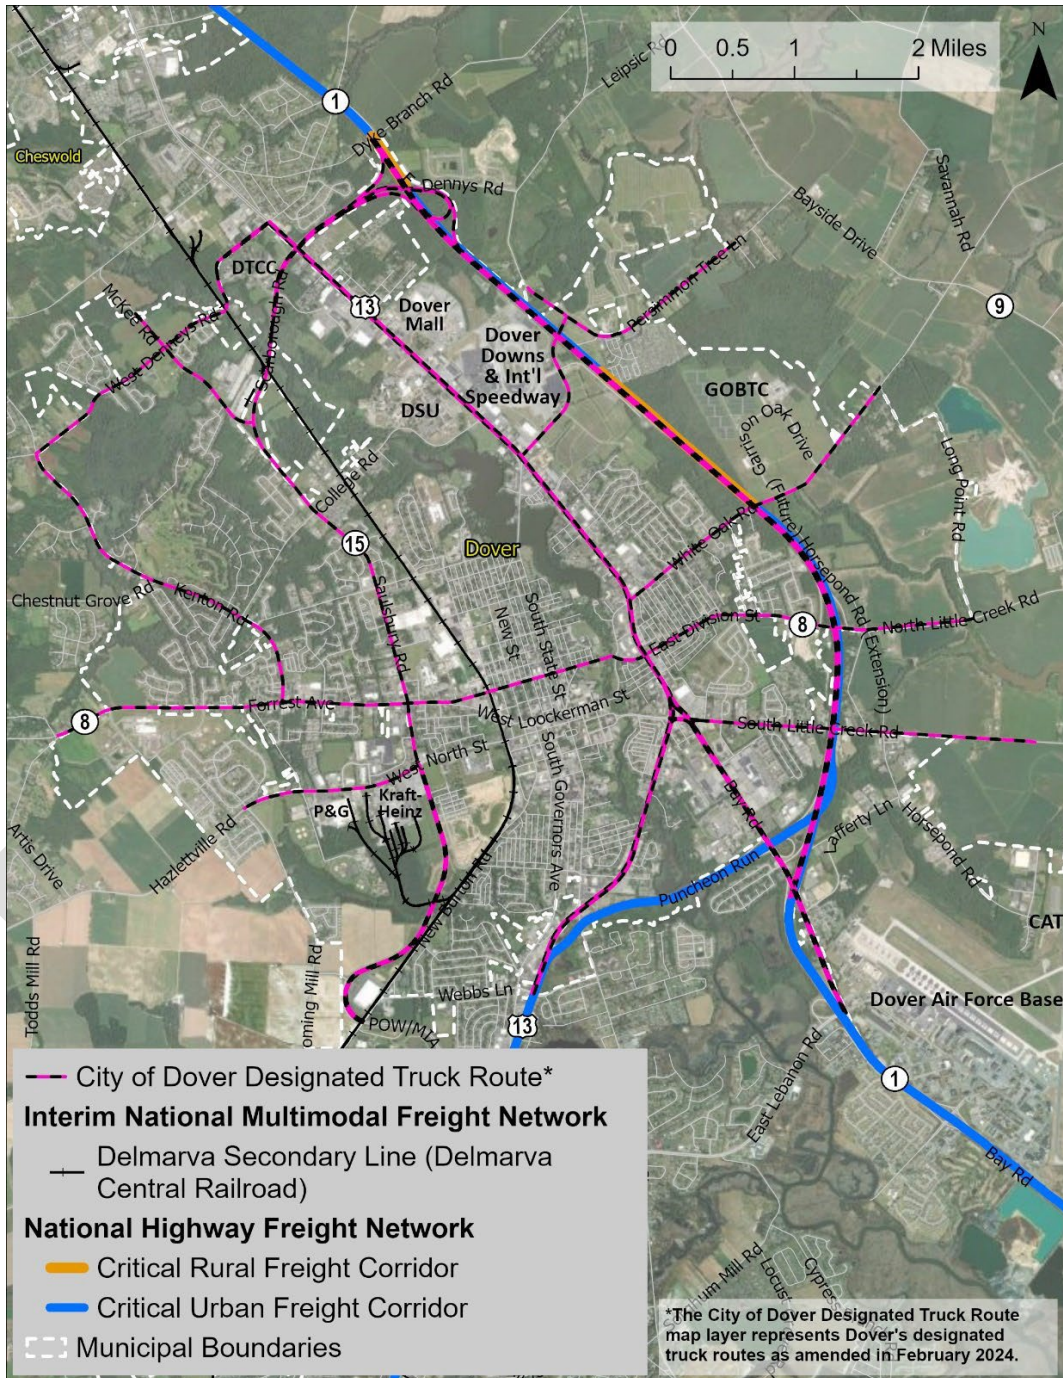 N
0 0.5 1 2 Miles
Leipsic Rd
1
Dyke Branch Rd
Cheswold
Dennys Rd
Savannah Rd
Bayside Drive
Persimmon Tree Ln
DTCC
McKee Rd
13
Dover
Mall
9
Scarborough Rd
West Denneys Rd
Dover
Downs
& Int'l
Speedway
DSU
GOBTC
Garrison Oak Drive
College Rd
Long Point Rd
White Oak Rd
(Future) Horsepond Rd (Extension)
15
Dover
Chestnut Grove Rd
Kenton Rd
Saulsbury Rd
New St
South State St
East Division St
8
North Little Creek Rd
8
Forrest Ave
West Loockerman St
South Little Creek Rd
West North St
South Governors Ave
Bay Rd
P&G
Kraft-
Heinz
Lafferty Ln
Horsepond Rd
Artis Drive
Hazlettville Rd
New Burton Rd
Puncheon Run
CAT
Todds Mill Rd
oming Mill Rd
Webbs Ln
Dover Air Force Base
POW/MIA
13
East Lebanon Rd
1
Bay Rd
City of Dover Designated Truck Route*
Interim National Multimodal Freight Network
Delmarva Secondary Line (Delmarva
Central Railroad)
National Highway Freight Network
Critical Rural Freight Corridor
Critical Urban Freight Corridor
Municipal Boundaries
Sorghum Mill Rd
*The City of Dover Designated Truck Route
map layer represents Dover's designated
truck routes as amended in February 2024.